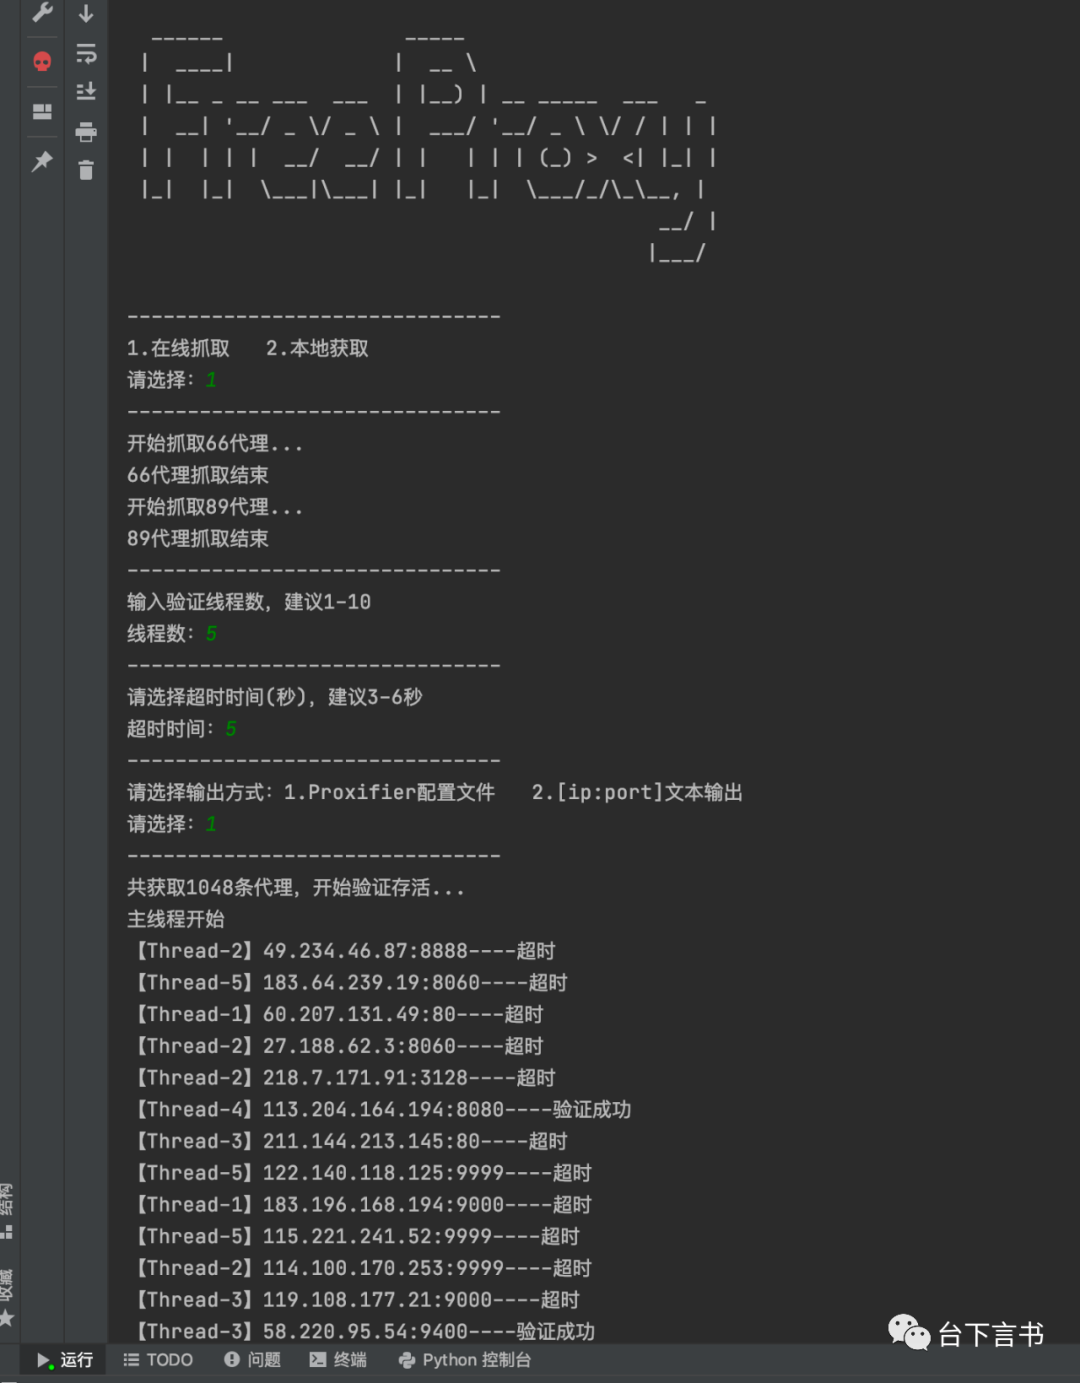 ______               _____
|  ____|             |  __ \
| |__ _ __ ___  ___  | |__) | __ _____  ___   _
|  __| '__/ _ \/ _ \ |  ___/ '__/ _ \ \/ / | | |
| |  | | |  __/  __/ | |   | | | (_) >  <| |_| |
|_|  |_|  \___|\___| |_|   |_|  \___/_/\_\\__, |
                                           __/ |
                                          |___/
-------------------------------
1.在线抓取   2.本地获取
请选择：1
-------------------------------
开始抓取66代理...
66代理抓取结束
开始抓取89代理...
89代理抓取结束
-------------------------------
输入验证线程数，建议1-10
线程数：5
-------------------------------
请选择超时时间(秒)，建议3-6秒
超时时间：5
-------------------------------
请选择输出方式：1.Proxifier配置文件   2.[ip:port]文本输出
请选择：1
-------------------------------
共获取1048条代理，开始验证存活...
主线程开始
【Thread-2】49.234.46.87:8888----超时
【Thread-5】183.64.239.19:8060----超时
【Thread-1】60.207.131.49:80----超时
【Thread-2】27.188.62.3:8060----超时
【Thread-2】218.7.171.91:3128----超时
【Thread-4】113.204.164.194:8080----验证成功
【Thread-3】211.144.213.145:80----超时
【Thread-5】122.140.118.125:9999----超时
【Thread-1】183.196.168.194:9000----超时
【Thread-5】115.221.241.52:9999----超时
【Thread-2】114.100.170.253:9999----超时
【Thread-3】119.108.177.21:9000----超时
【Thread-3】58.220.95.54:9400----验证成功
结构
收藏
台下言书
运行 TODO 问题 终端 Python 控制台